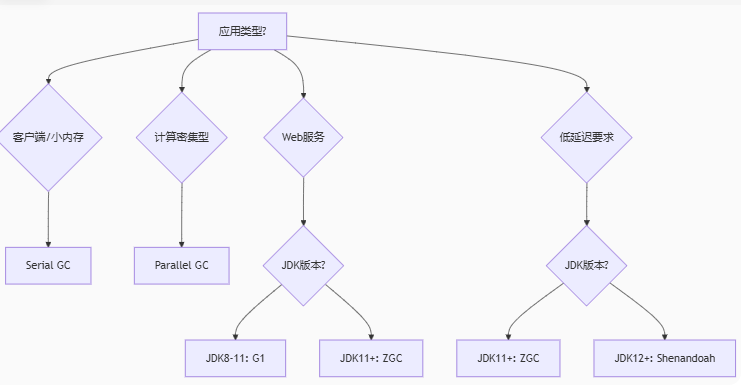 应用类型?
客户端/小内存
计算密集型
Web服务
低延迟要求
Serial GC
Parallel GC
JDK版本?
JDK版本?
JDK8-11: G1
JDK11+: ZGC
JDK11+: ZGC
JDK12+: Shenandoah